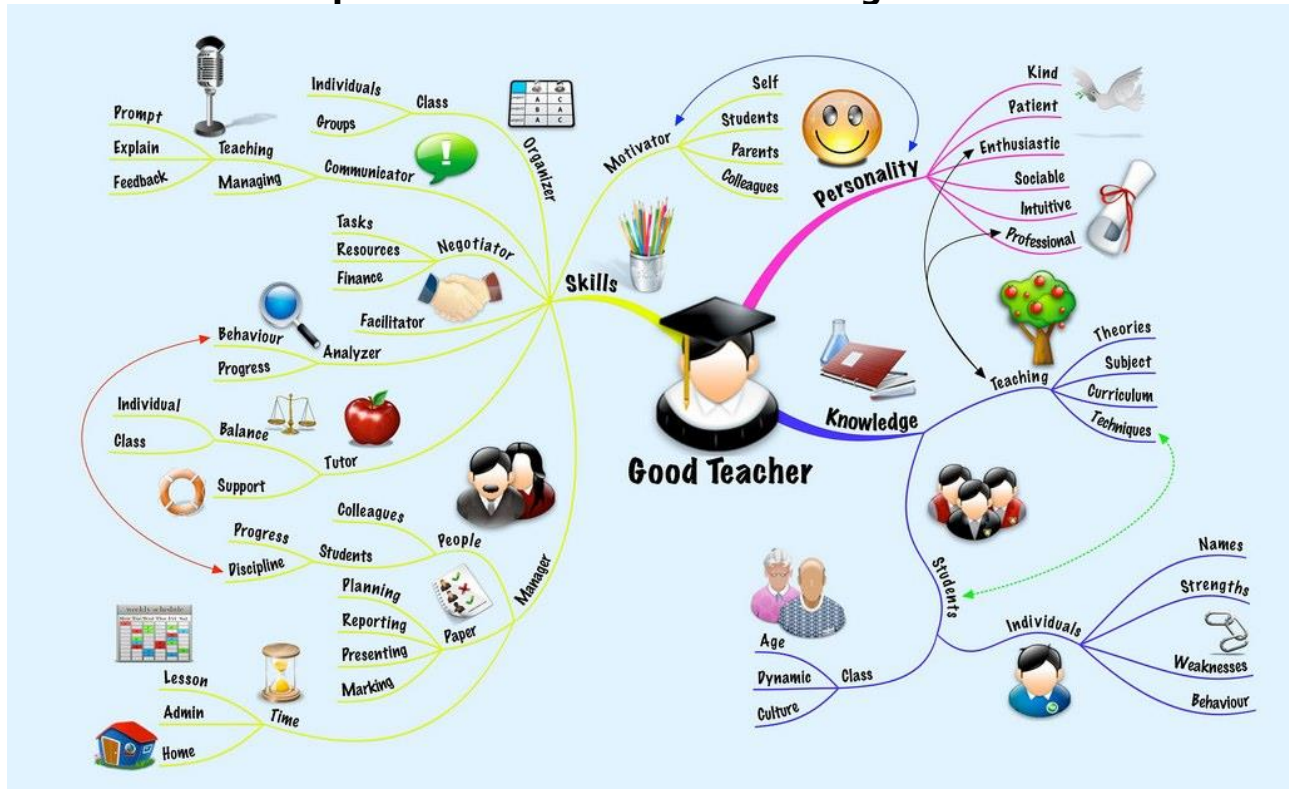 Good Teacher
Skills
Organizer
Class
Individuals
Groups
Communicator
Teaching
Prompt
Explain
Feedback
Managing
Negotiator
Tasks
Resources
Finance
Facilitator
Analyzer
Behaviour
Progress
Tutor
Balance
Individual
Class
Support
Manager
People
Colleagues
Students
Progress
Discipline
Paper
Planning
Reporting
Presenting
Marking
Time
Lesson
Admin
Home
weekly schedule
Motivator
Self
Students
Parents
Colleagues
Personality
Kind
Patient
Enthusiastic
Sociable
Intuitive
Professional
Knowledge
Teaching
Theories
Subject
Curriculum
Techniques
Students
Individuals
Names
Strengths
Weaknesses
Behaviour
Class
Age
Dynamic
Culture
A C
B A
A C